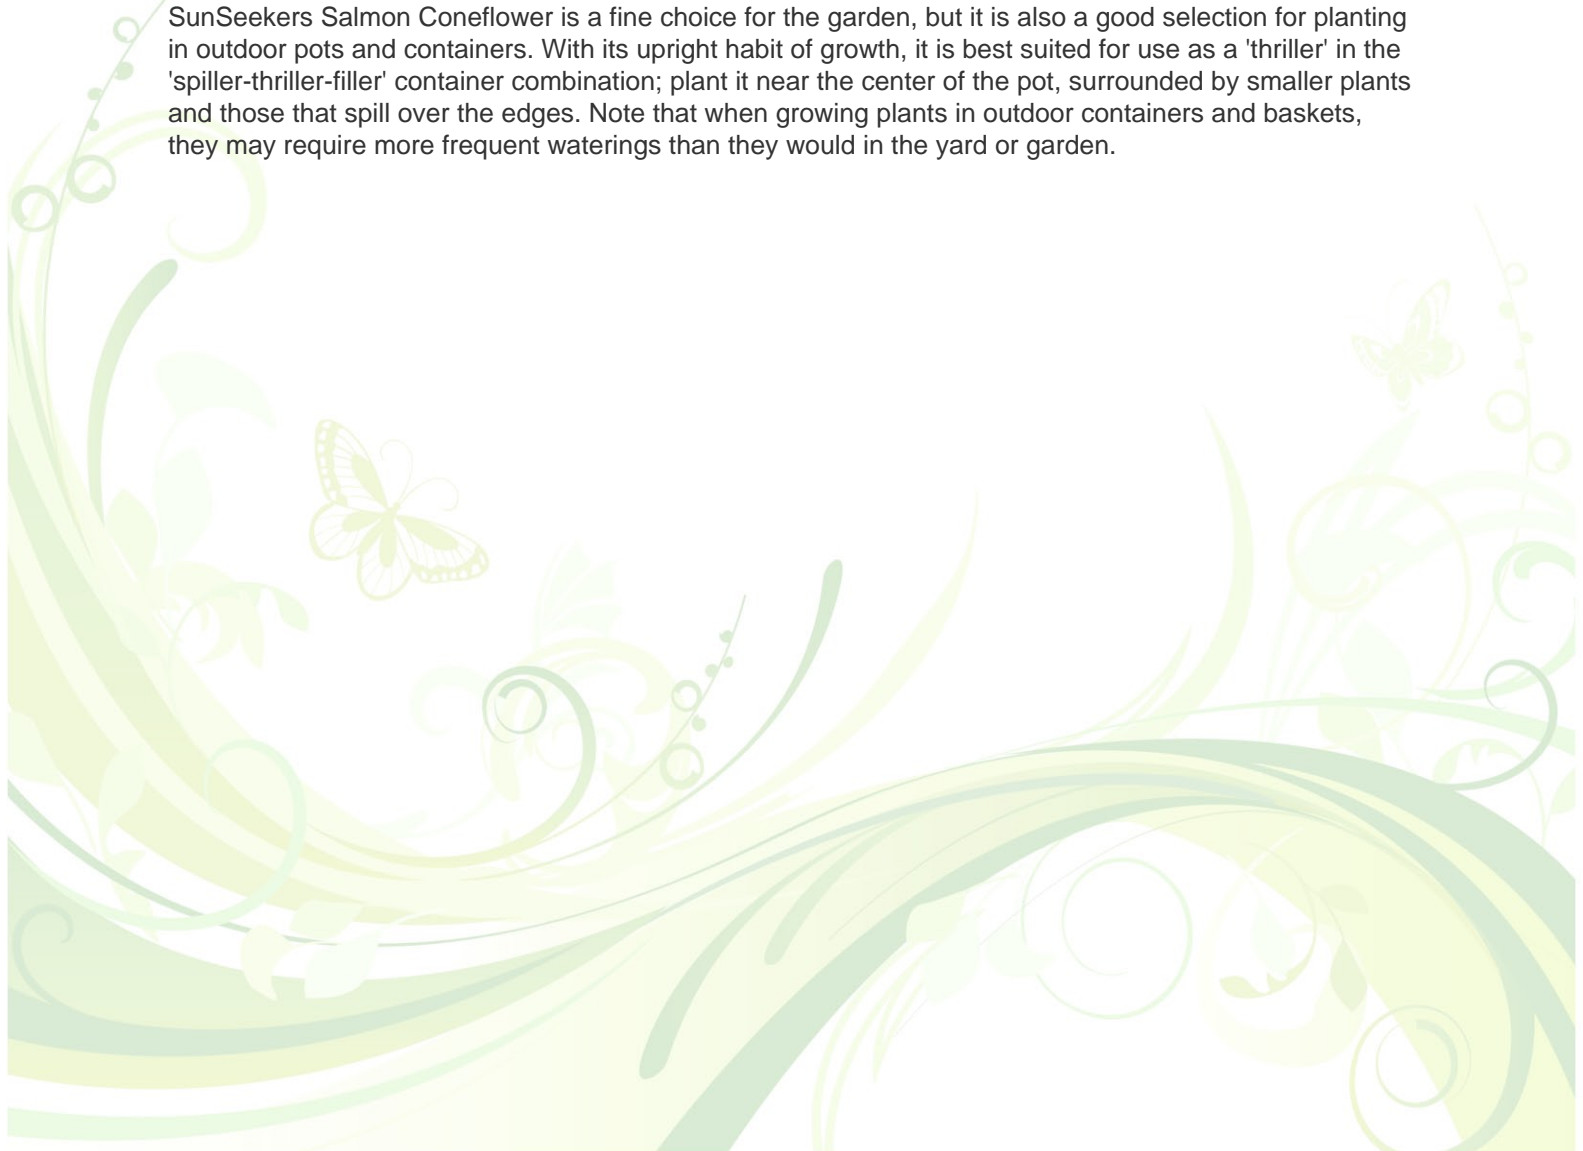 SunSeekers Salmon Coneflower is a fine choice for the garden, but it is also a good selection for planting
in outdoor pots and containers. With its upright habit of growth, it is best suited for use as a 'thriller' in the
'spiller-thriller-filler' container combination; plant it near the center of the pot, surrounded by smaller plants
and those that spill over the edges. Note that when growing plants in outdoor containers and baskets,
they may require more frequent waterings than they would in the yard or garden.